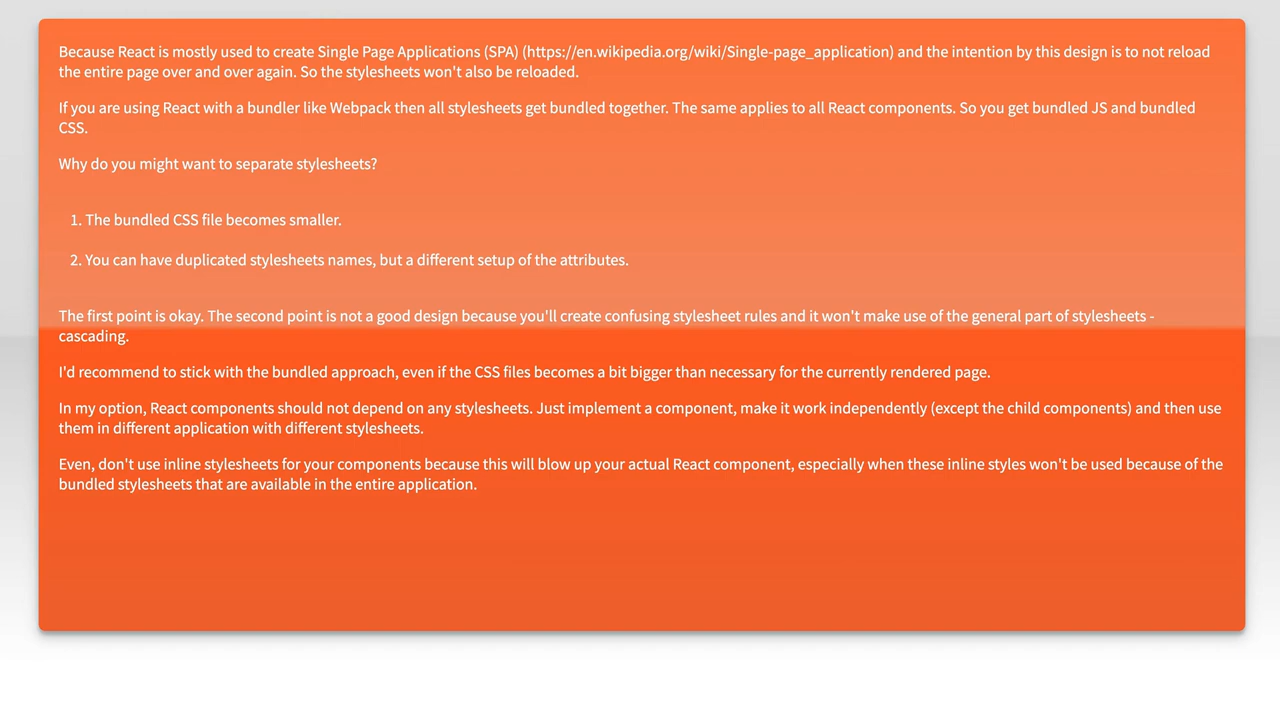 Because React is mostly used to create Single Page Applications (SPA) (https://en.wikipedia.org/wiki/Single-page_application) and the intention by this design is to not reload
the entire page over and over again. So the stylesheets won't also be reloaded.
If you are using React with a bundler like Webpack then all stylesheets get bundled together. The same applies to all React components. So you get bundled JS and bundled
CSS.
Why do you might want to separate stylesheets?
1. The bundled CSS file becomes smaller.
2. You can have duplicated stylesheets names, but a different setup of the attributes.
The first point is okay. The second point is not a good design because you'll create confusing stylesheet rules and it won't make use of the general part of stylesheets -
cascading.
I'd recommend to stick with the bundled approach, even if the CSS files becomes a bit bigger than necessary for the currently rendered page.
In my option, React components should not depend on any stylesheets. Just implement a component, make it work independently (except the child components) and then use
them in different application with different stylesheets.
Even, don't use inline stylesheets for your components because this will blow up your actual React component, especially when these inline styles won't be used because of the
bundled stylesheets that are available in the entire application.